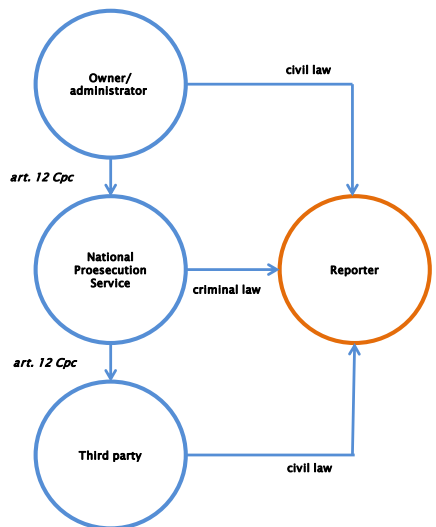 Owner/
administrator
civil law
art. 12 Cpc
National
Proesecution
Service
criminal law
Reporter
art. 12 Cpc
Third party
civil law